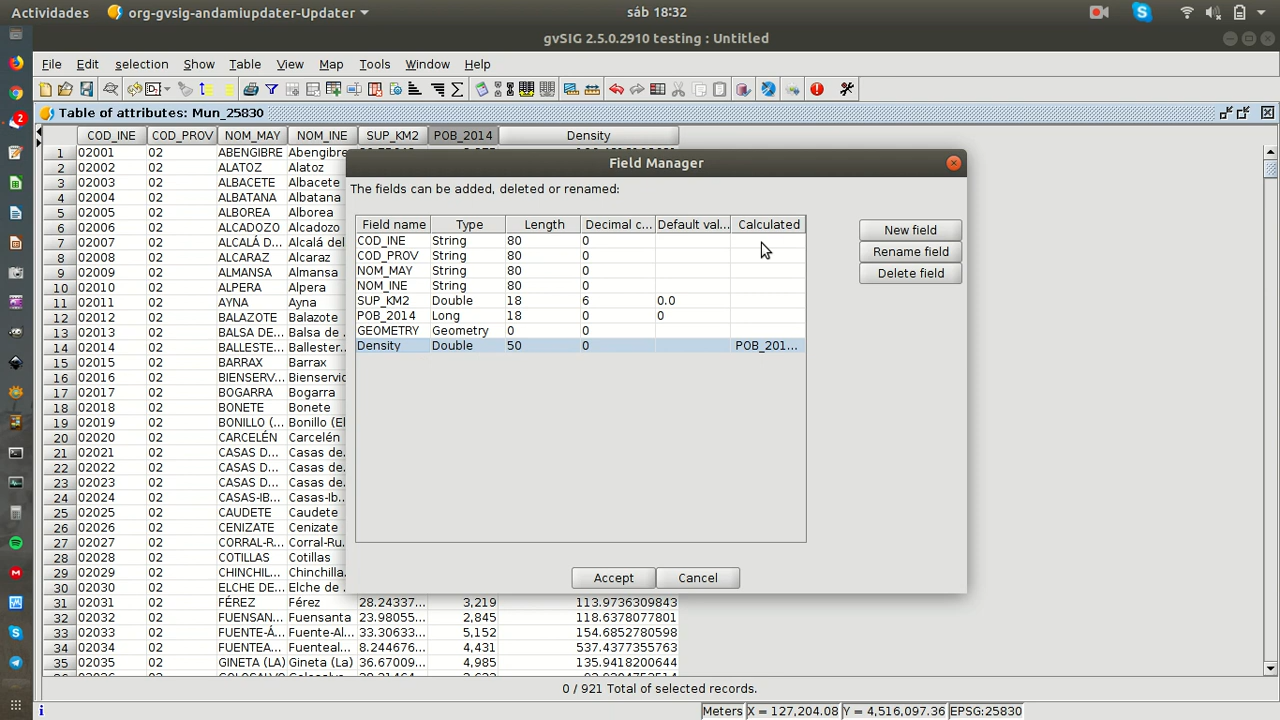 Actividades org-gvsig-andamiupdater-Updater sáb 18:32
gvSIG 2.5.0.2910 testing : Untitled
File Edit selection Show Table View Map Tools Window Help
Table of attributes: Mun_25830
COD_INE COD_PROV NOM_MAY NOM_INE SUP_KM2 POB_2014 Density
1 02001 02 ABENGIBRE Abengibre
2 02002 02 ALATOZ Alatoz
3 02003 02 ALBACETE Albacete
4 02004 02 ALBATANA Albatana
5 02005 02 ALBOREA Alborea
6 02006 02 ALCADOZO Alcadozo
7 02007 02 ALCALÁ D... Alcalá del
8 02008 02 ALCARAZ Alcaraz
9 02009 02 ALMANSA Almansa
10 02010 02 ALPERA Alpera
11 02011 02 AYNA Ayna
12 02012 02 BALAZOTE Balazote
13 02013 02 BALSA DE... Balsa de
14 02014 02 BALLESTE... Ballester...
15 02015 02 BARRAX Barrax
16 02016 02 BIENSERV... Bienservid
17 02017 02 BOGARRA Bogarra
18 02018 02 BONETE Bonete
19 02019 02 BONILLO (... Bonillo (El
20 02020 02 CARCELÉN Carcelén
21 02021 02 CASAS D... Casas de
22 02022 02 CASAS D... Casas de
23 02023 02 CASAS D... Casas de
24 02024 02 CASAS-IB... Casas-Ib
25 02025 02 CAUDETE Caudete
26 02026 02 CENIZATE Cenizate
27 02027 02 CORRAL-R... Corral-Ru
28 02028 02 COTILLAS Cotillas
29 02029 02 CHINCHIL... Chinchilla
30 02030 02 ELCHE DE... Elche de
31 02031 02 FÉREZ Férez 28.24337... 3,219 113.9736309843
32 02032 02 FUENSAN... Fuensanta 23.98055... 2,845 118.6378077801
33 02033 02 FUENTE-Á... Fuente-Al... 33.30633... 5,152 154.6852780598
34 02034 02 FUENTEA... Fuenteal... 8.244676... 4,431 537.4377355763
35 02035 02 GINETA (LA) Gineta (La) 36.67009... 4,985 135.9418200644
Field Manager
The fields can be added, deleted or renamed:
Field name Type Length Decimal c... Default val... Calculated
COD_INE String 80 0
COD_PROV String 80 0
NOM_MAY String 80 0
NOM_INE String 80 0
SUP_KM2 Double 18 6 0.0
POB_2014 Long 18 0 0
GEOMETRY Geometry 0 0
Density Double 50 0 POB_201...
New field
Rename field
Delete field
Accept Cancel
0 / 921 Total of selected records.
Meters X = 127,204.08 Y = 4,516,097.36 EPSG:25830